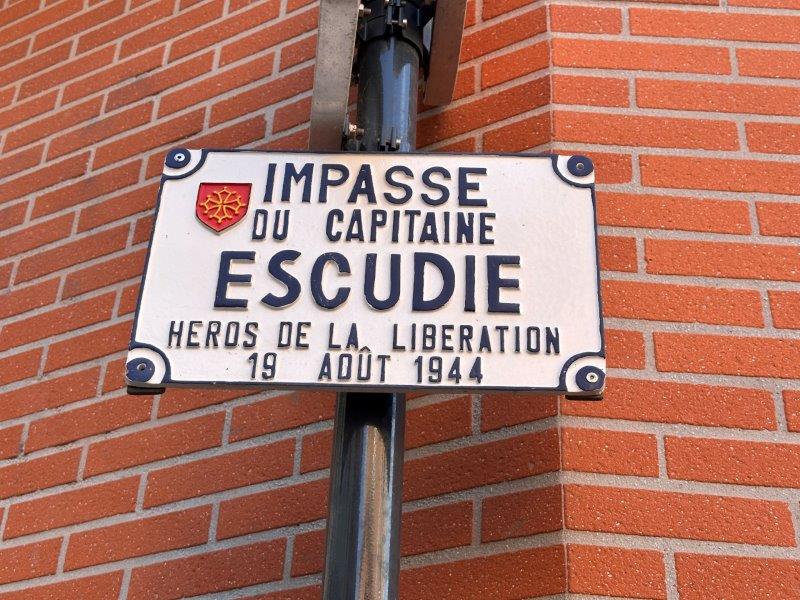 IMPASSE
DU CAPITAINE
ESCUDIE
HEROS DE LA LIBERATION
19 AOÛT 1944